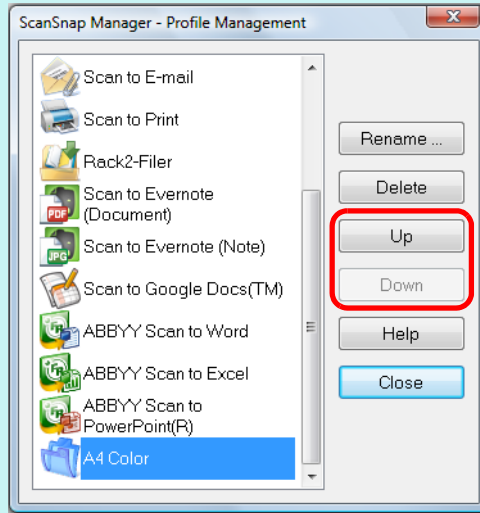 ScanSnap Manager - Profile Management
Scan to E-mail
Scan to Print
Rack2-Filer
PDF
Scan to Evernote
(Document)
JPG
Scan to Evernote (Note)
Scan to Google Docs(TM)
ABBYY Scan to Word
ABBYY Scan to Excel
ABBYY Scan to
PowerPoint(R)
A4 Color
Rename ...
Delete
Up
Down
Help
Close